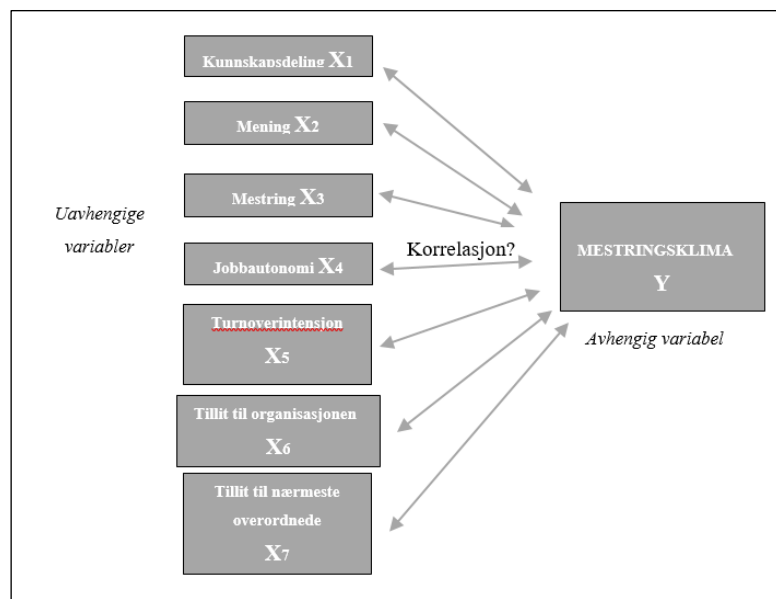 Kunnskapsdeling X1
Mening X2
Mestring X3
Uavhengige
variabler
Jobbautonomi X4
Korrelasjon?
MESTRINGSKLIMA
Y
Avhengig variabel
Turnoverintensjon
X5
Tillit til organisasjonen
X6
Tillit til nærmeste
overordnede
X7